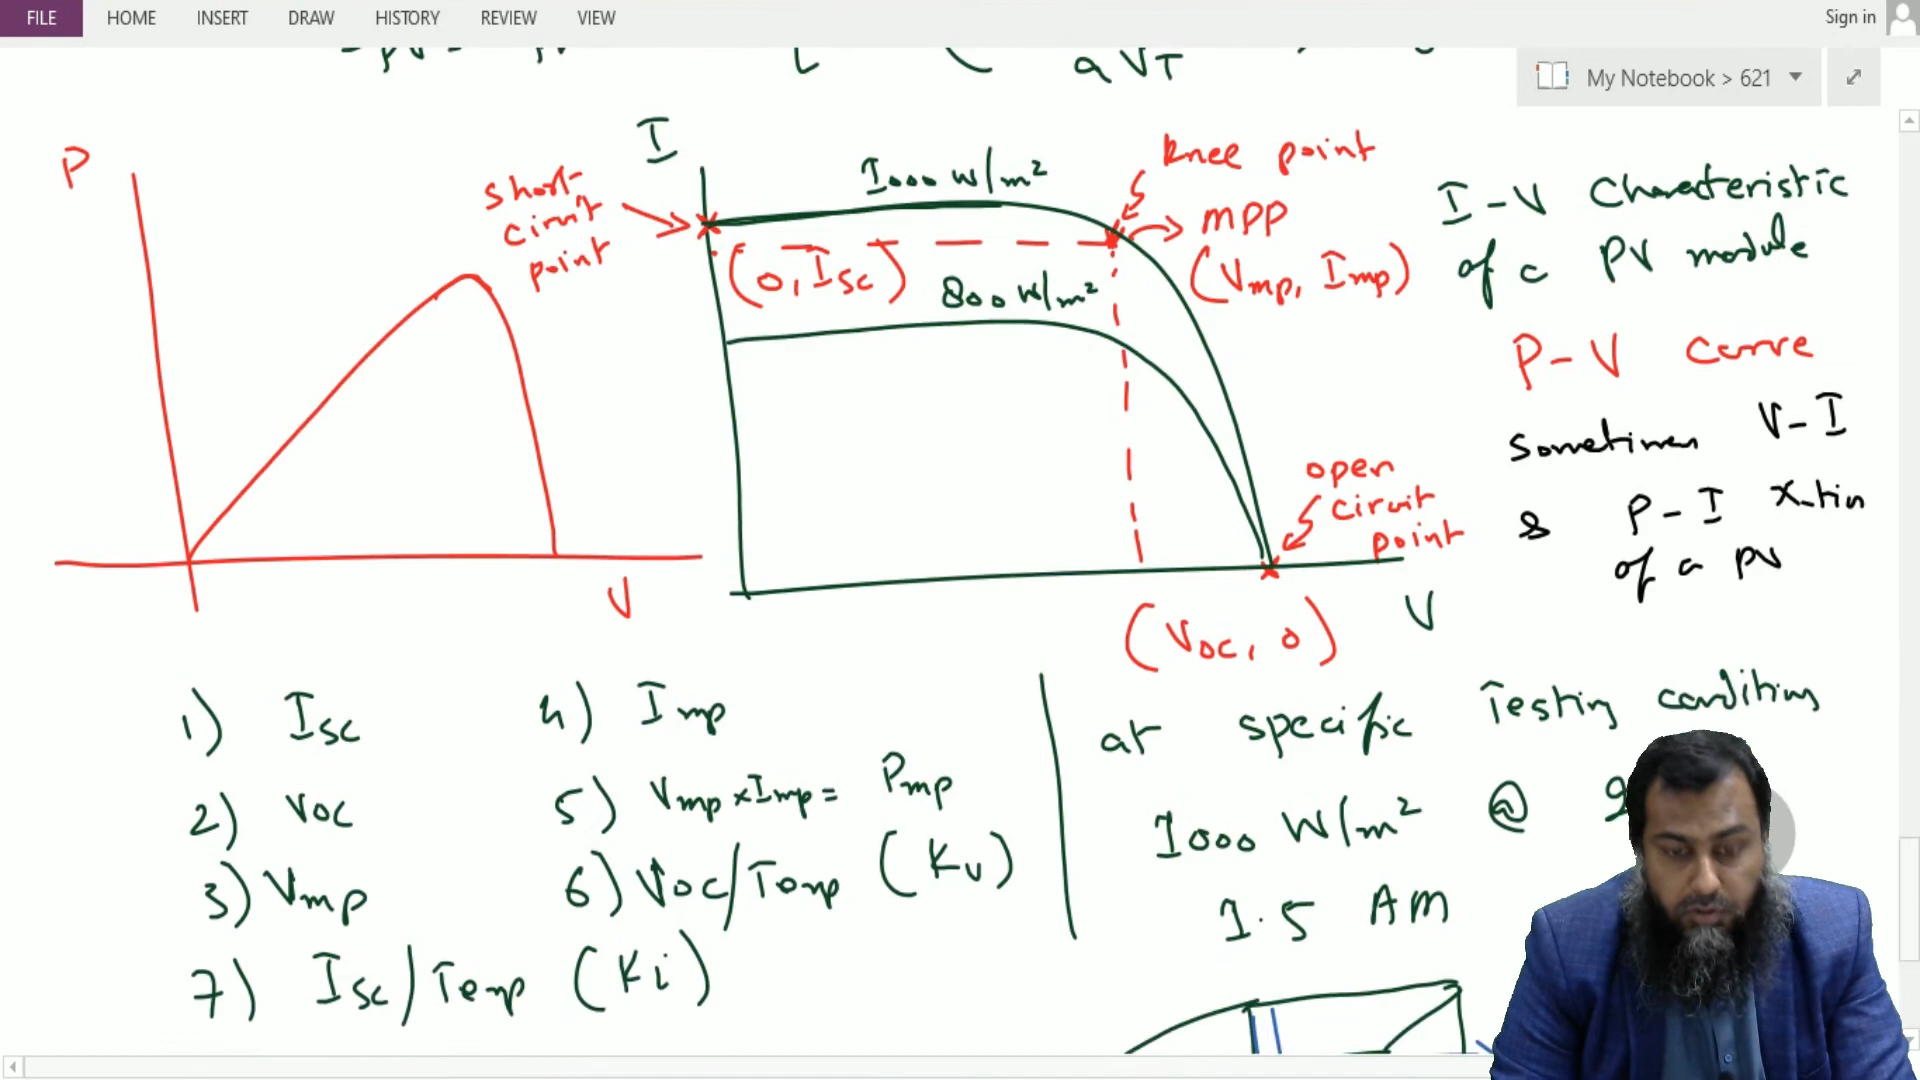 FILE HOME INSERT DRAW HISTORY REVIEW VIEW
Sign in
My Notebook > 621
a VT
P
I
short-
circuit
point
1000 W/m²
knee point
MPP
(Vmp, Imp)
(0, Isc)
800 W/m²
I-V Characteristic
of a PV module
P-V curve
sometimes V-I
& P-I X-tin
of a PV
open
circuit
point
V
V
(Voc, 0)
1) Isc
2) Voc
3) Vmp
4) Imp
5) Vmp x Imp = Pmp
6) Voc/Temp (Kv)
7) Isc/Temp (Ki)
at specific Testing conditions
1000 W/m² @
1.5 AM